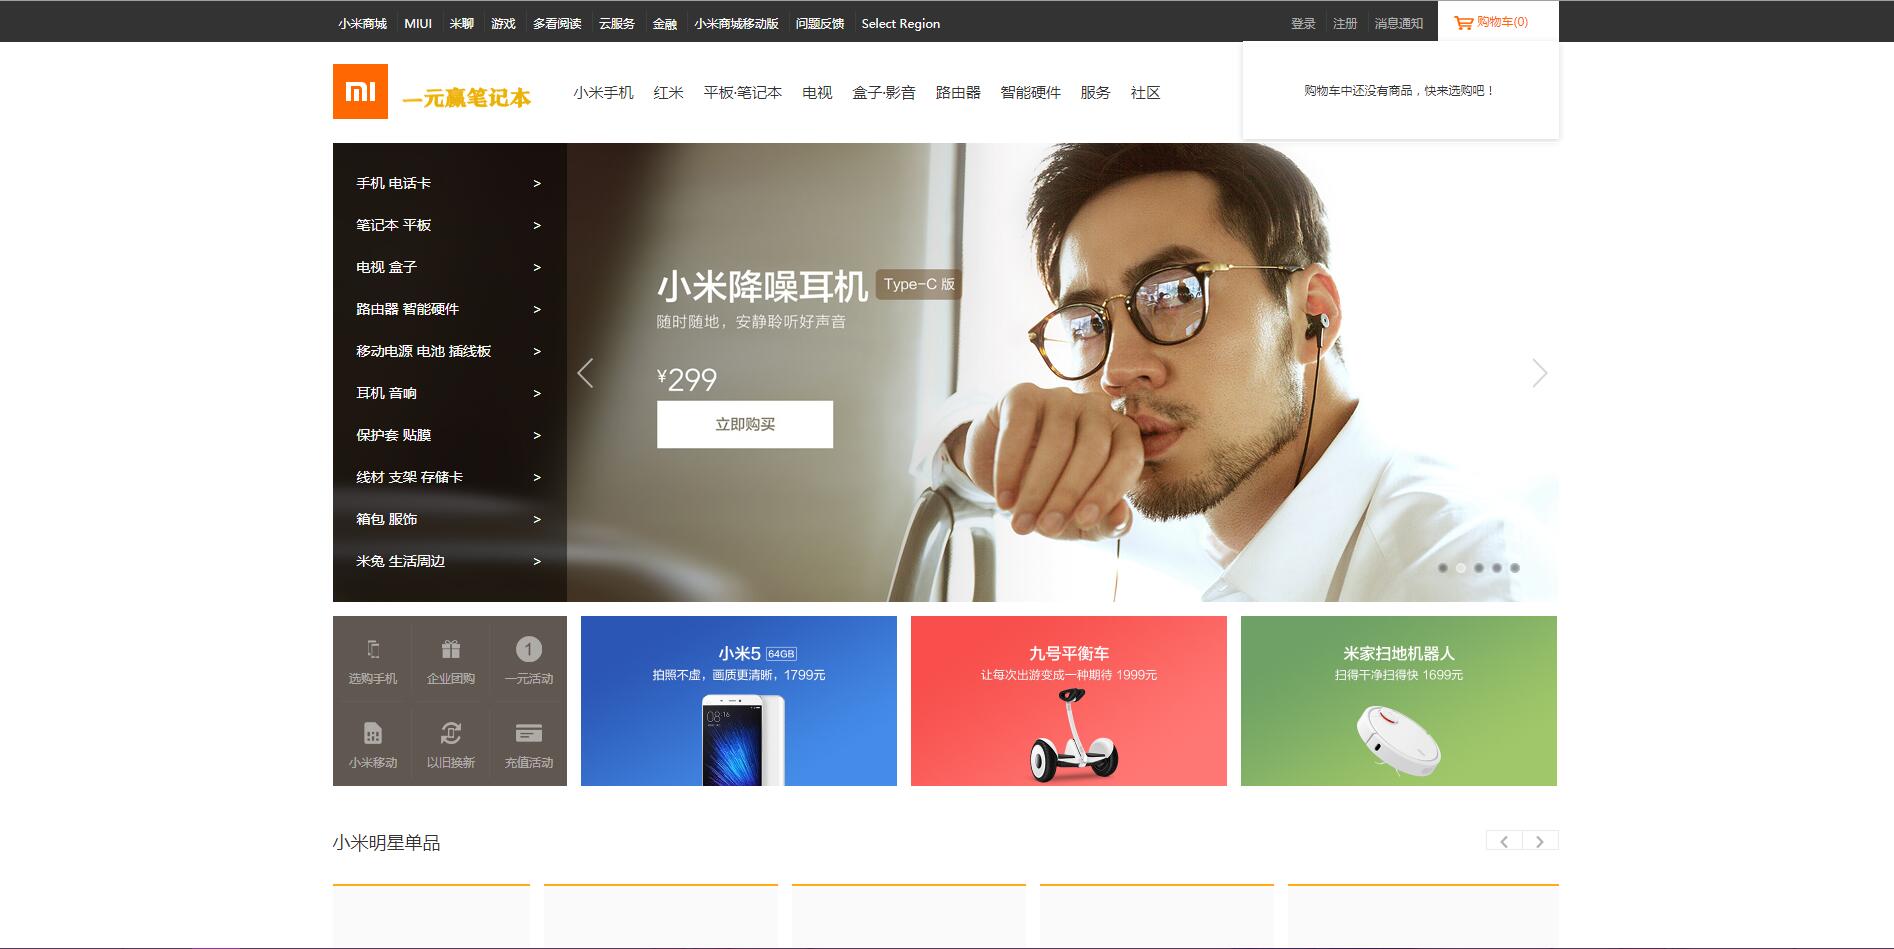 小米商城 MIUI 米聊 游戏 多看阅读 云服务 金融 小米商城移动版 问题反馈 Select Region 登录 注册 消息通知 购物车(0)
mi 一元赢笔记本 小米手机 红米 平板·笔记本 电视 盒子·影音 路由器 智能硬件 服务 社区
购物车中还没有商品，快来选购吧！
手机 电话卡 >
笔记本 平板 >
电视 盒子 >
路由器 智能硬件 >
移动电源 电池 插线板 >
耳机 音响 >
保护套 贴膜 >
线材 支架 存储卡 >
箱包 服饰 >
米兔 生活周边 >
小米降噪耳机 Type-C 版
随时随地，安静聆听好声音
¥299
立即购买
选购手机 企业团购 1 一元活动
小米移动 以旧换新 充值活动
小米5 64GB
拍照不虚，画质更清晰，1799元
08:16
九号平衡车
让每次出游变成一种期待 1999元
米家扫地机器人
扫得干净扫得快 1699元
小米明星单品